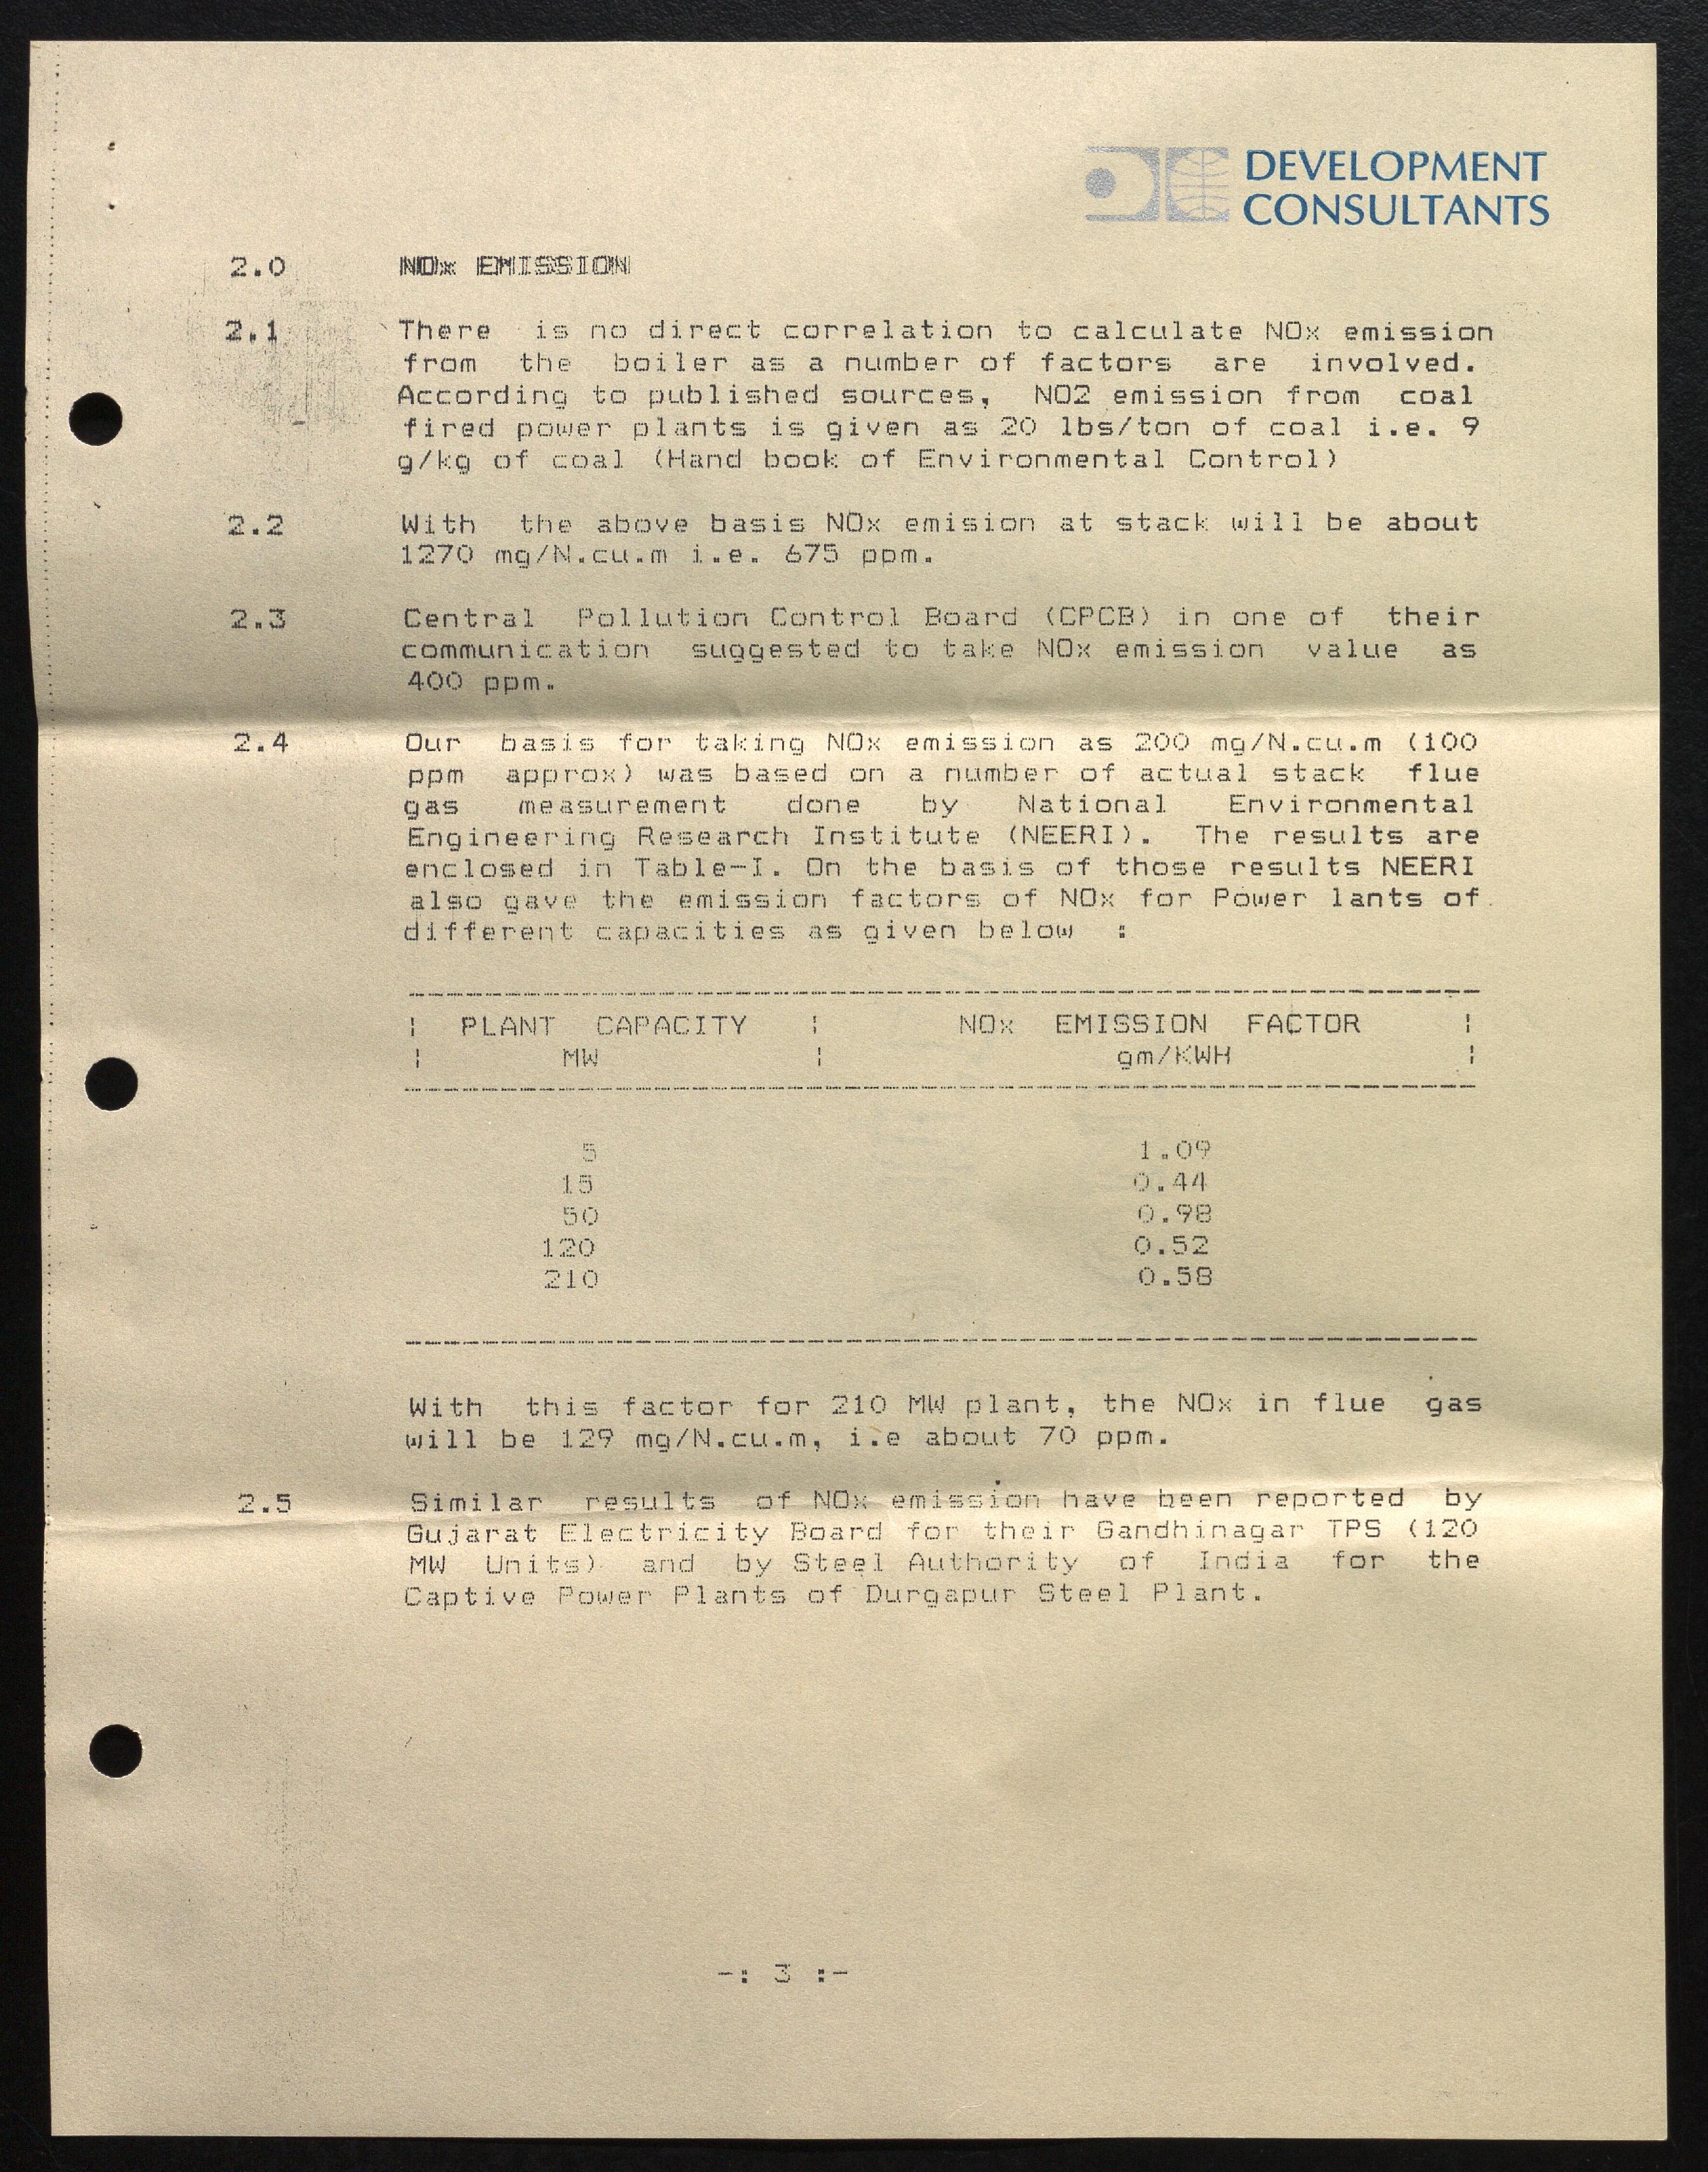 DEVELOPMENT
CONSULTANTS
2.0 NOx EMISSION
2.1 There is no direct correlation to calculate NOx emission
from the boiler as a number of factors are involved.
According to published sources, NO2 emission from coal
fired power plants is given as 20 lbs/ton of coal i.e. 9
g/kg of coal (Hand book of Environmental Control)
2.2 With the above basis NOx emision at stack will be about
1270 mg/N.cu.m i.e. 675 ppm.
2.3 Central Pollution Control Board (CPCB) in one of their
communication suggested to take NOx emission value as
400 ppm.
2.4 Our basis for taking NOx emission as 200 mg/N.cu.m (100
ppm approx) was based on a number of actual stack flue
gas measurement done by National Environmental
Engineering Research Institute (NEERI). The results are
enclosed in Table-I. On the basis of those results NEERI
also gave the emission factors of NOx for Power lants of
different capacities as given below :
| PLANT CAPACITY | NOx EMISSION FACTOR |
| MW | gm/KWH |
5 1.09
15 0.44
50 0.98
120 0.52
210 0.58
With this factor for 210 MW plant, the NOx in flue gas
will be 129 mg/N.cu.m, i.e about 70 ppm.
2.5 Similar results of NOx emission have been reported by
Gujarat Electricity Board for their Gandhinagar TPS (120
MW Units) and by Steel Authority of India for the
Captive Power Plants of Durgapur Steel Plant.
-: 3 :-